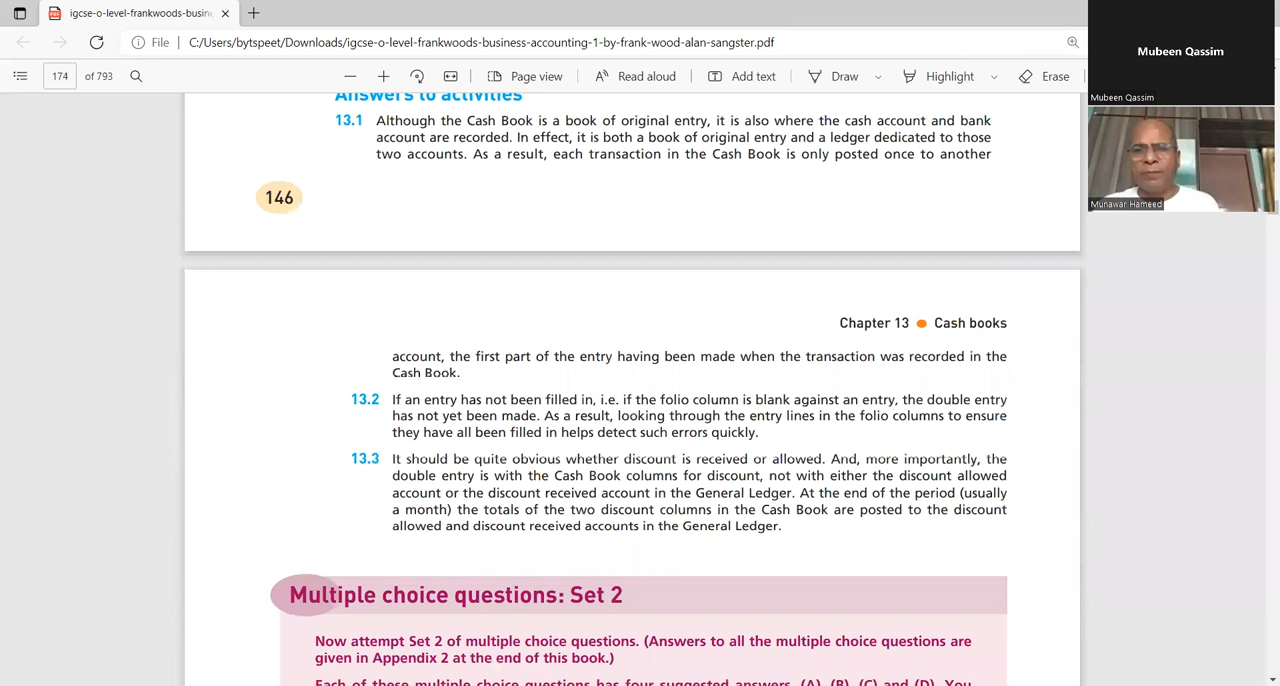 igcse-o-level-frankwoods-busin
File
C:/Users/bytspeet/Downloads/igcse-o-level-frankwoods-business-accounting-1-by-frank-wood-alan-sangster.pdf
174 of 793
Page view
Read aloud
Add text
Draw
Highlight
Erase
Mubeen Qassim
Mubeen Qassim
Munawar Hameed
Answers to activities
13.1 Although the Cash Book is a book of original entry, it is also where the cash account and bank
account are recorded. In effect, it is both a book of original entry and a ledger dedicated to those
two accounts. As a result, each transaction in the Cash Book is only posted once to another
146
Chapter 13 ● Cash books
account, the first part of the entry having been made when the transaction was recorded in the
Cash Book.
13.2 If an entry has not been filled in, i.e. if the folio column is blank against an entry, the double entry
has not yet been made. As a result, looking through the entry lines in the folio columns to ensure
they have all been filled in helps detect such errors quickly.
13.3 It should be quite obvious whether discount is received or allowed. And, more importantly, the
double entry is with the Cash Book columns for discount, not with either the discount allowed
account or the discount received account in the General Ledger. At the end of the period (usually
a month) the totals of the two discount columns in the Cash Book are posted to the discount
allowed and discount received accounts in the General Ledger.
Multiple choice questions: Set 2
Now attempt Set 2 of multiple choice questions. (Answers to all the multiple choice questions are
given in Appendix 2 at the end of this book.)
Each of these multiple choice questions has four suggested answers, (A), (B), (C) and (D). You